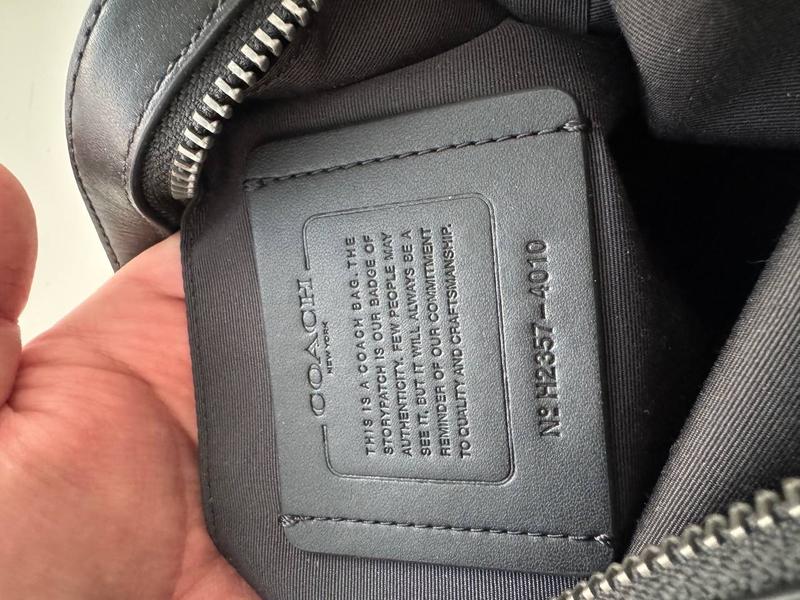 COACH
NEW YORK
THIS IS A COACH BAG. THE
STORYPATCH IS OUR BADGE OF
AUTHENTICITY. FEW PEOPLE MAY
SEE IT, BUT IT WILL ALWAYS BE A
REMINDER OF OUR COMMITMENT
TO QUALITY AND CRAFTSMANSHIP.
Nº H2357-4010